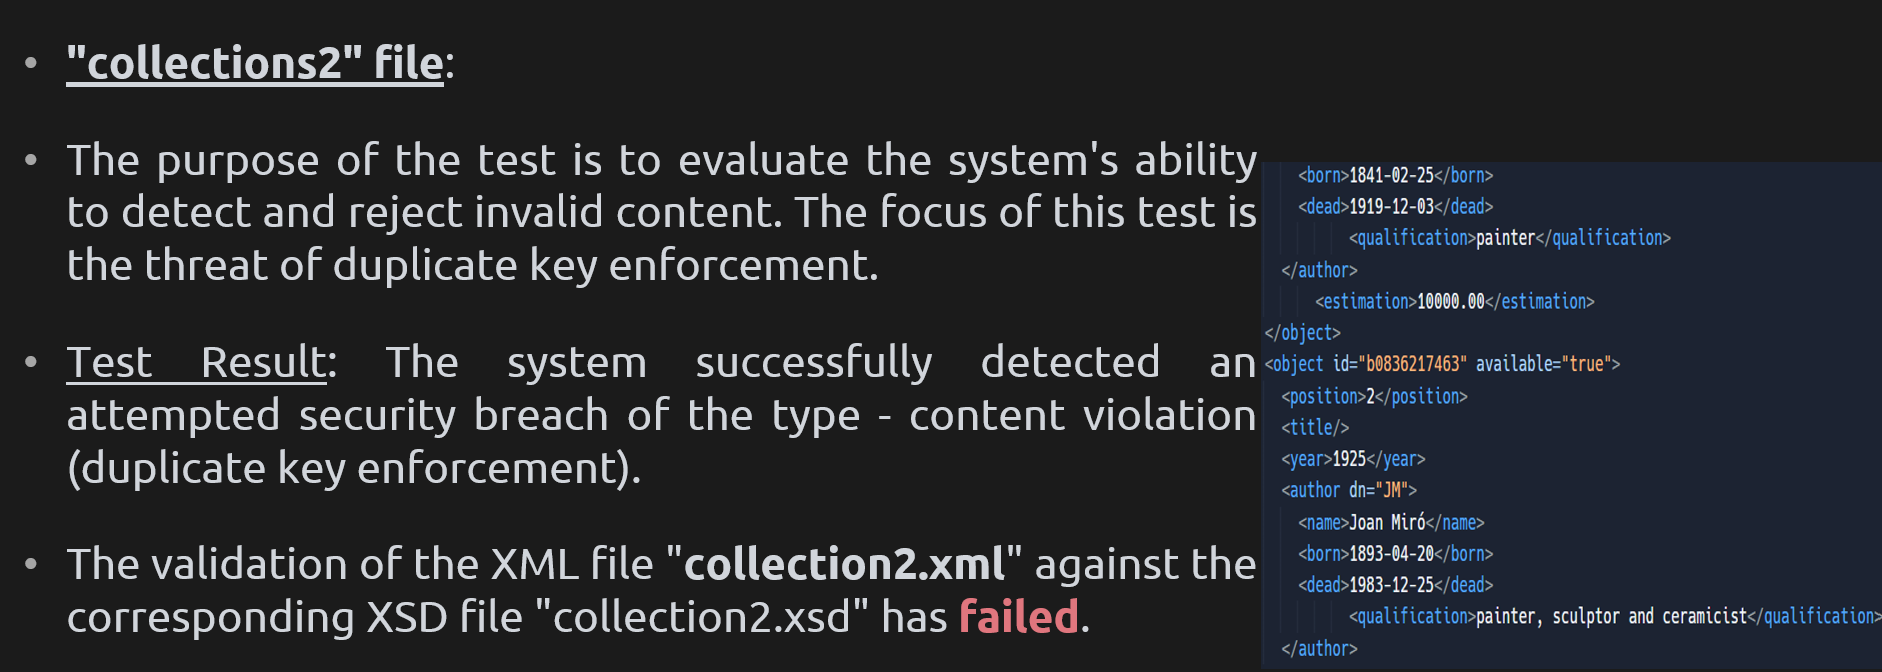 • "collections2" file:
• The purpose of the test is to evaluate the system's ability
to detect and reject invalid content. The focus of this test is
the threat of duplicate key enforcement.
• Test Result: The system successfully detected an
attempted security breach of the type - content violation
(duplicate key enforcement).
• The validation of the XML file "collection2.xml" against the
corresponding XSD file "collection2.xsd" has failed.
<born>1841-02-25</born>
<dead>1919-12-03</dead>
<qualification>painter</qualification>
</author>
<estimation>10000.00</estimation>
</object>
<object id="b0836217463" available="true">
<position>2</position>
<title/>
<year>1925</year>
<author dn="JM">
<name>Joan Miró</name>
<born>1893-04-20</born>
<dead>1983-12-25</dead>
<qualification>painter, sculptor and ceramicist</qualification>
</author>